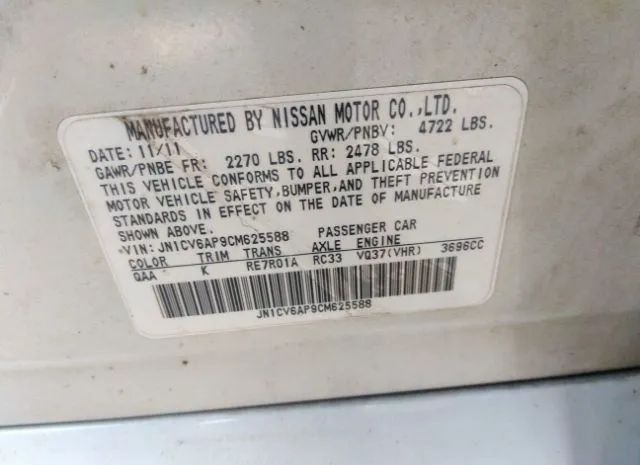 MANUFACTURED BY NISSAN MOTOR CO.,LTD.
DATE: 11/11 GVWR/PNBV: 4722 LBS.
GAWR/PNBE FR: 2270 LBS. RR: 2478 LBS.
THIS VEHICLE CONFORMS TO ALL APPLICABLE FEDERAL
MOTOR VEHICLE SAFETY,BUMPER,AND THEFT PREVENTION
STANDARDS IN EFFECT ON THE DATE OF MANUFACTURE
SHOWN ABOVE.
VIN: JN1CV6AP9CM625588 PASSENGER CAR
COLOR TRIM TRANS AXLE ENGINE
QAA K RE7R01A RC33 VQ37(VHR) 3696CC
JN1CV6AP9CM625588